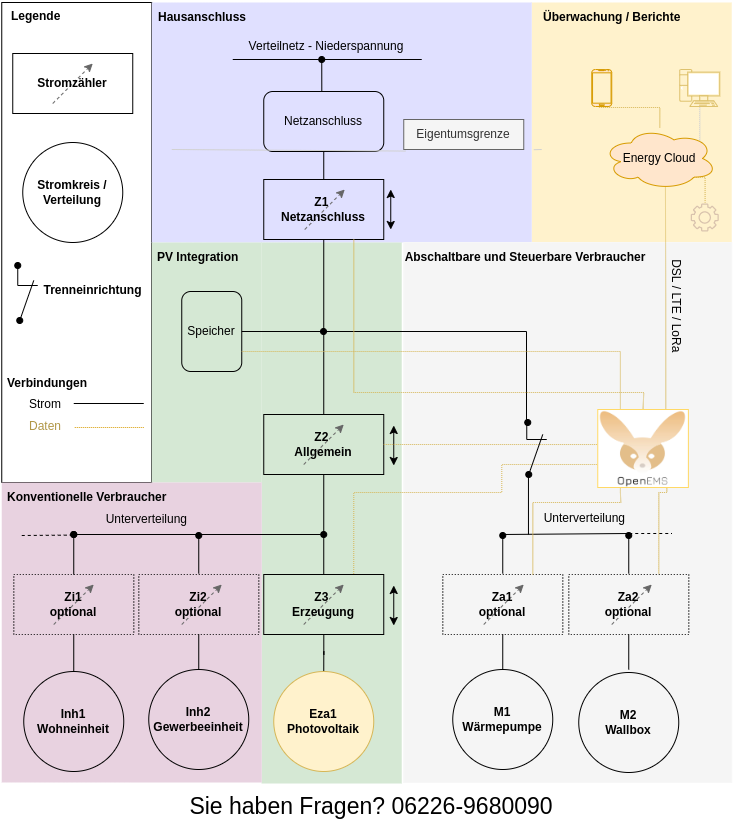 Legende
Stromzähler
Stromkreis /
Verteilung
Trenneinrichtung
Verbindungen
Strom
Daten
Hausanschluss
Verteilnetz - Niederspannung
Netzanschluss
Eigentumsgrenze
Z1
Netzanschluss
Überwachung / Berichte
Energy Cloud
PV Integration
Speicher
Z2
Allgemein
Abschaltbare und Steuerbare Verbraucher
DSL / LTE / LoRa
OpenEMS
Konventionelle Verbraucher
Unterverteilung
Unterverteilung
Zi1
optional
Zi2
optional
Z3
Erzeugung
Za1
optional
Za2
optional
Inh1
Wohneinheit
Inh2
Gewerbeeinheit
Eza1
Photovoltaik
M1
Wärmepumpe
M2
Wallbox
Sie haben Fragen? 06226-9680090